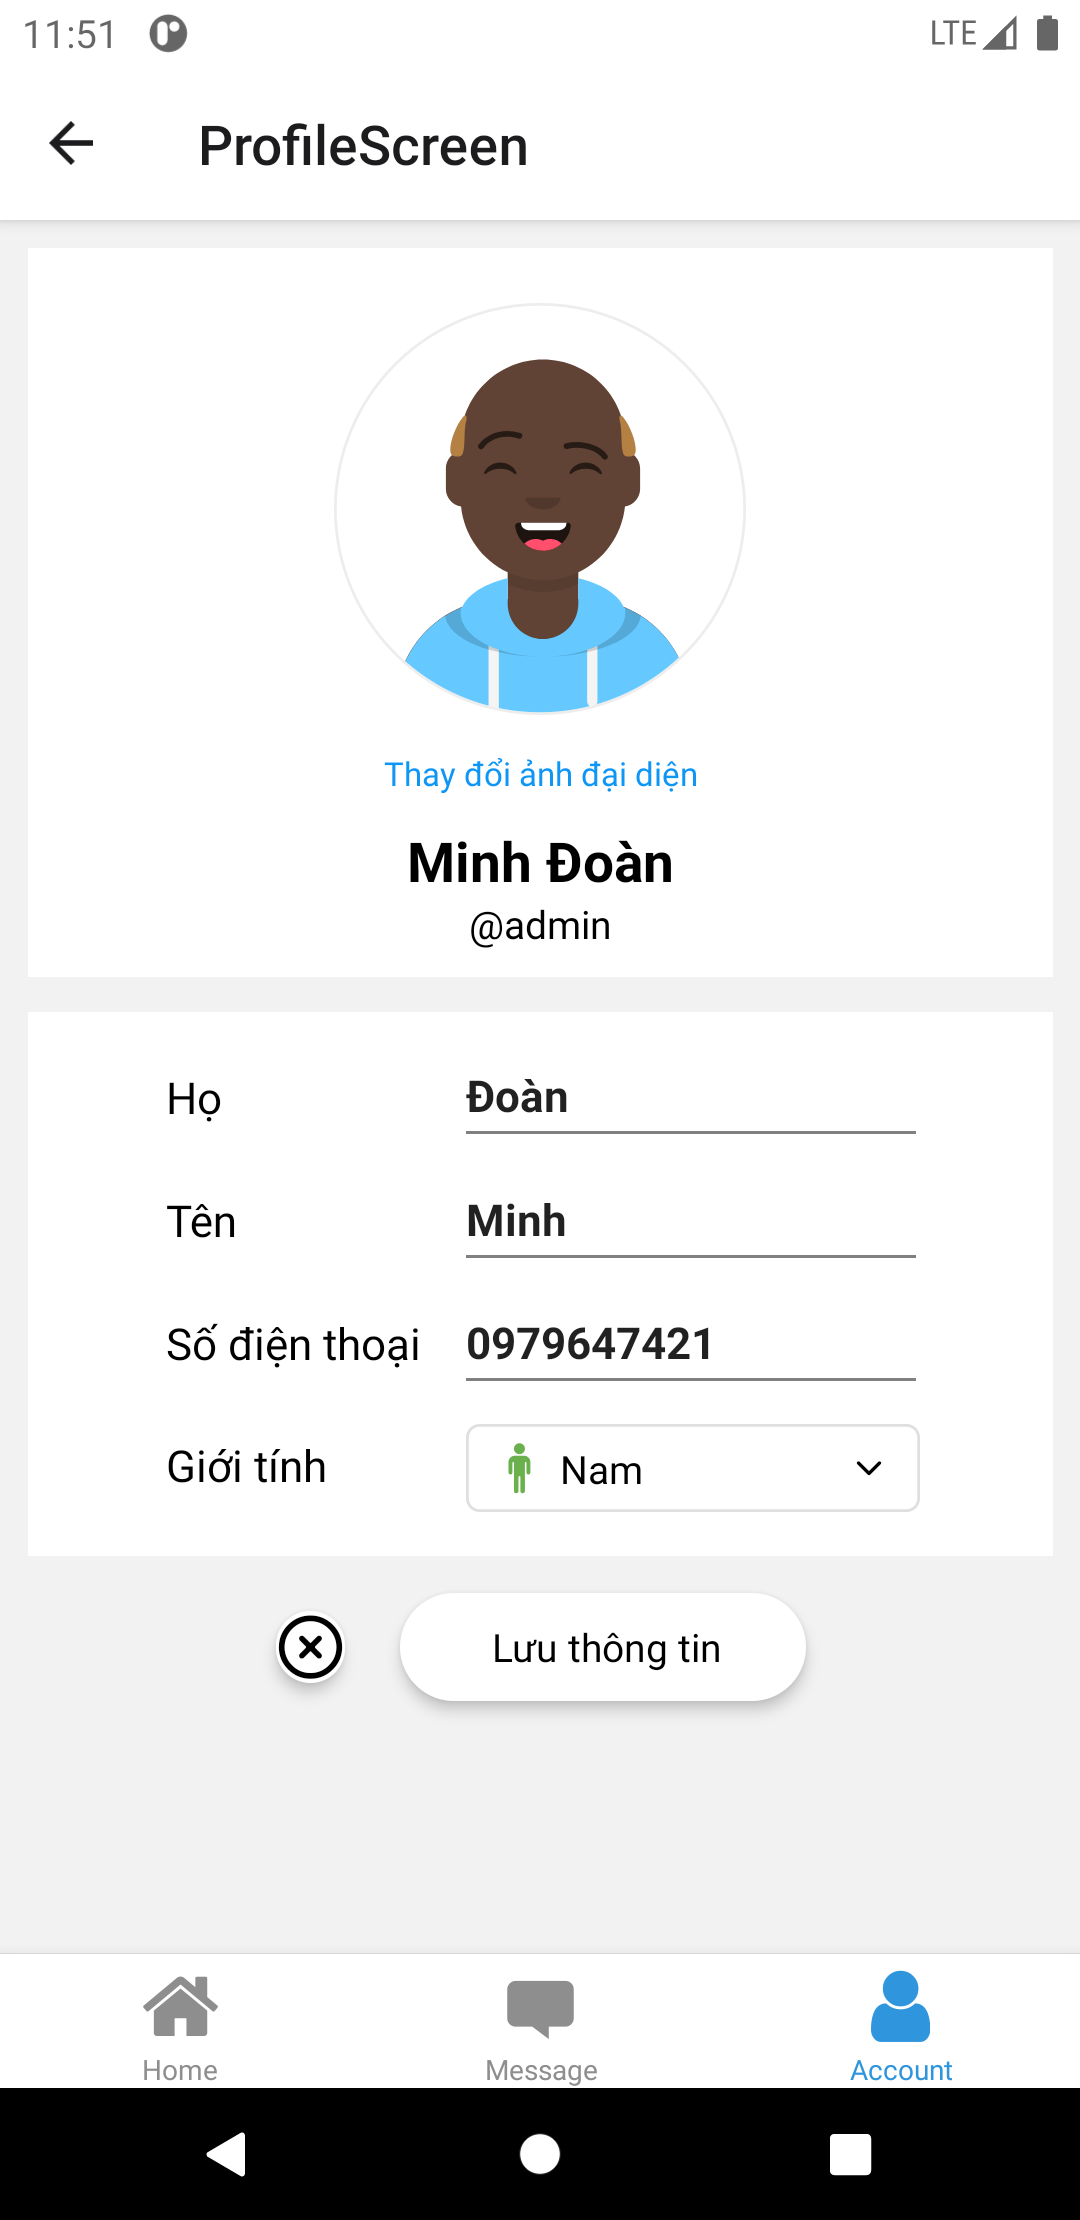 11:51 LTE
ProfileScreen
Thay đổi ảnh đại diện
Minh Đoàn
@admin
Họ Đoàn
Tên Minh
Số điện thoại 0979647421
Giới tính Nam
Lưu thông tin
Home Message Account